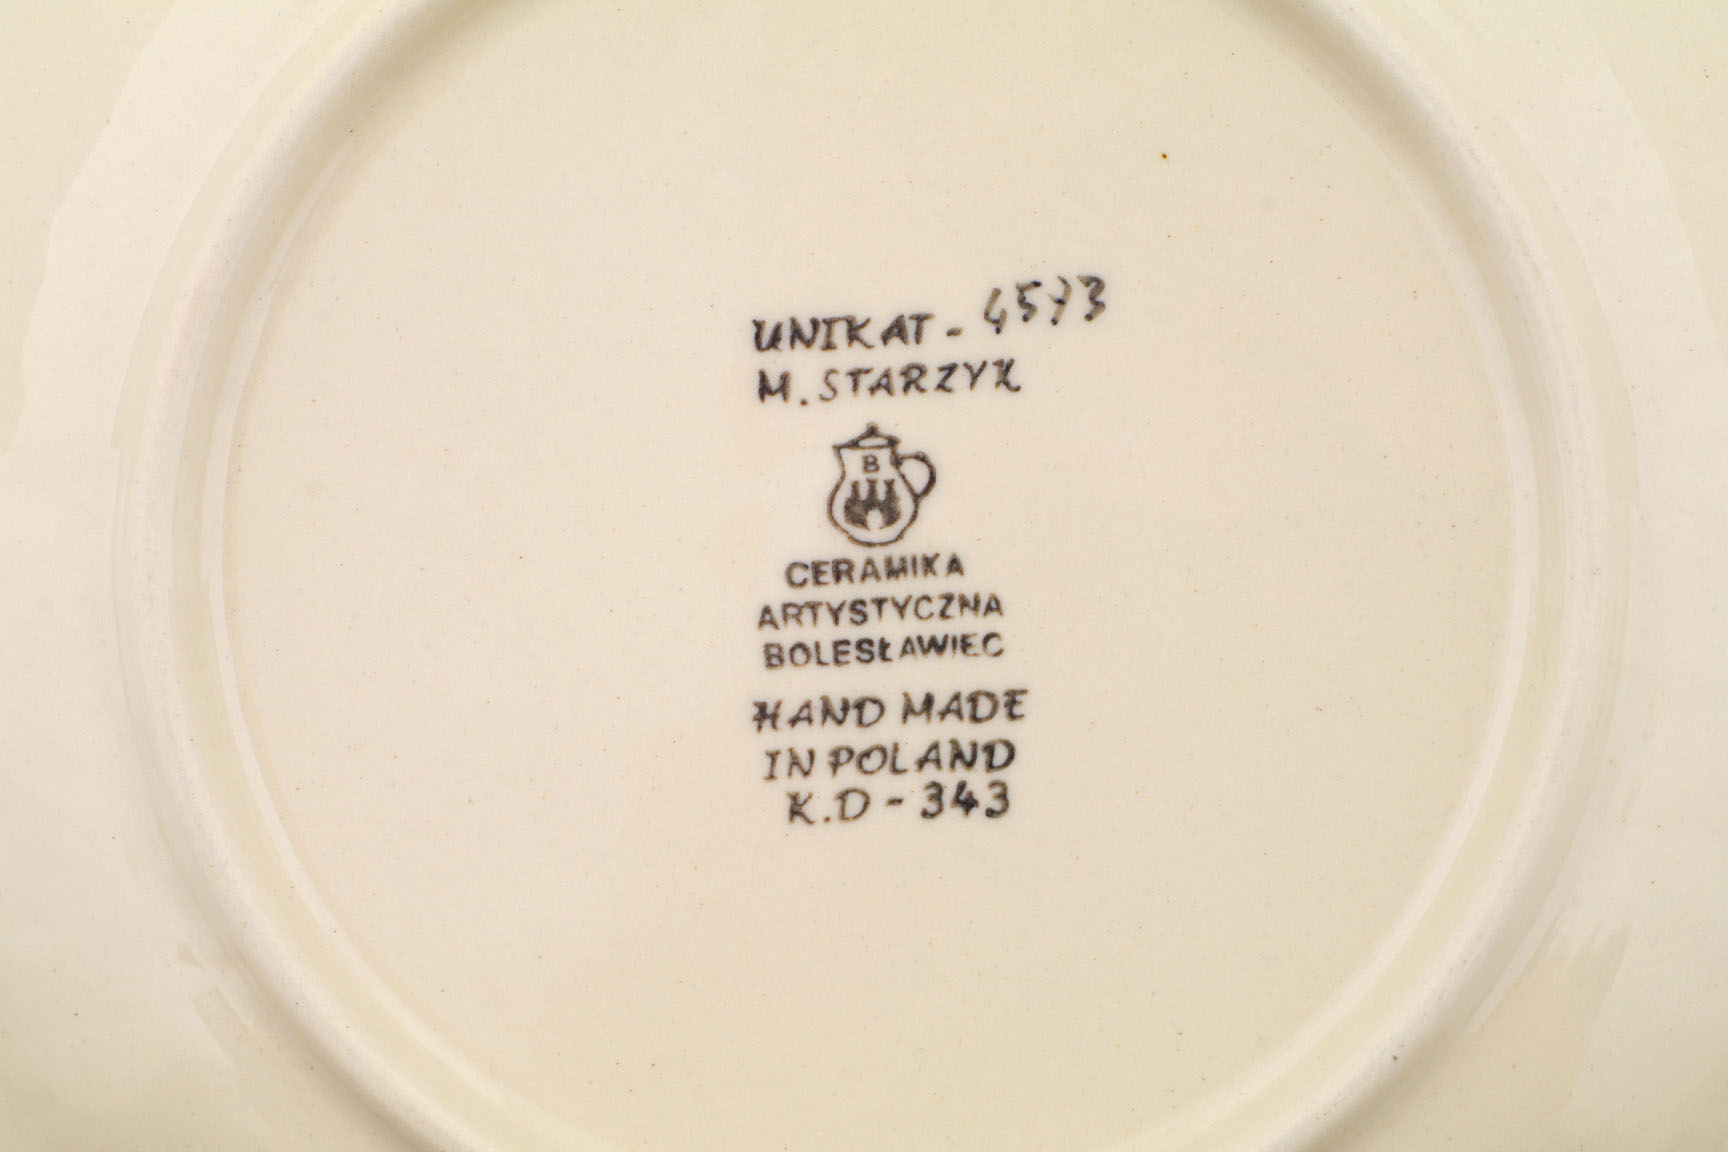 UNIKAT - 4573
M. STARZYK
B
CERAMIKA
ARTYSTYCZNA
BOLESŁAWIEC
HAND MADE
IN POLAND
K.D - 343